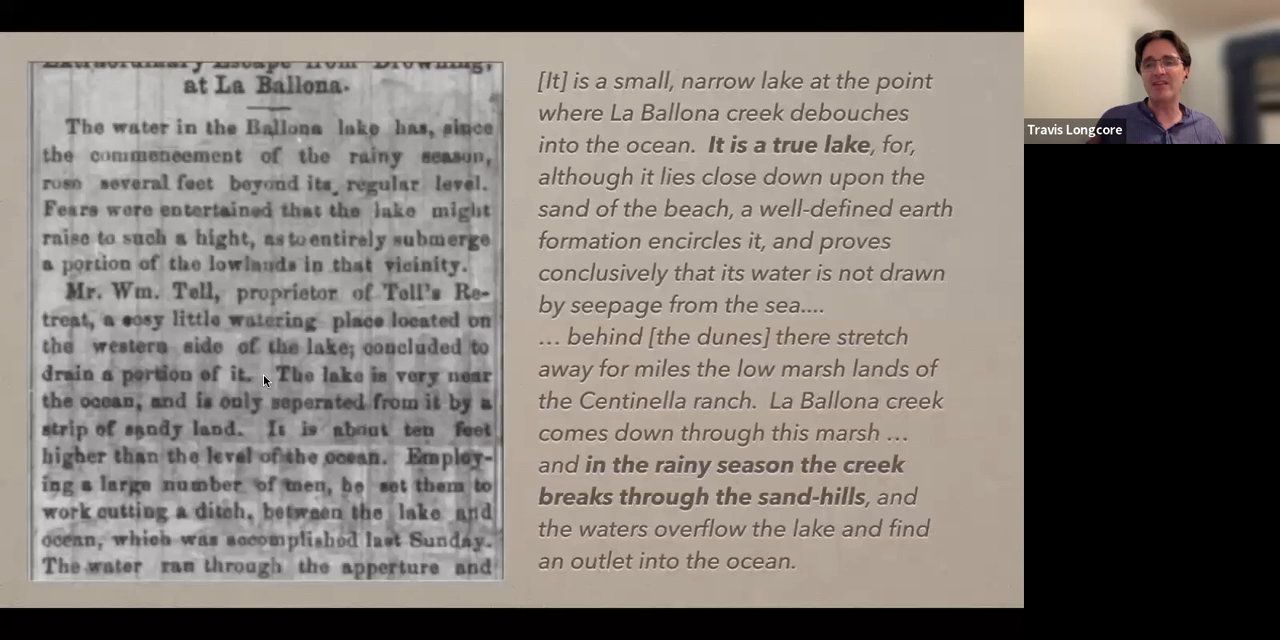 Extraordinary Escape from Drowning,
at La Ballona.
The water in the Ballona lake has, since
the commencement of the rainy season,
rosn several feet beyond its regular level.
Fears were entertained that the lake might
raise to such a hight, as to entirely submerge
a portion of the lowlands in that vicinity.
Mr. Wm. Tell, proprietor of Tell's Re-
treat, a cosy little watering place located on
the western side of the lake; concluded to
drain a portion of it. The lake is very near
the ocean, and is only seperated from it by a
strip of sandy land. It is about ten feet
higher than the level of the ocean. Employ-
ing a large number of men, he set them to
work cutting a ditch, between the lake and
ocean, which was accomplished last Sunday.
The water ran through the apperture and
[It] is a small, narrow lake at the point
where La Ballona creek debouches
into the ocean. It is a true lake, for,
although it lies close down upon the
sand of the beach, a well-defined earth
formation encircles it, and proves
conclusively that its water is not drawn
by seepage from the sea....
... behind [the dunes] there stretch
away for miles the low marsh lands of
the Centinella ranch. La Ballona creek
comes down through this marsh ...
and in the rainy season the creek
breaks through the sand-hills, and
the waters overflow the lake and find
an outlet into the ocean.
Travis Longcore